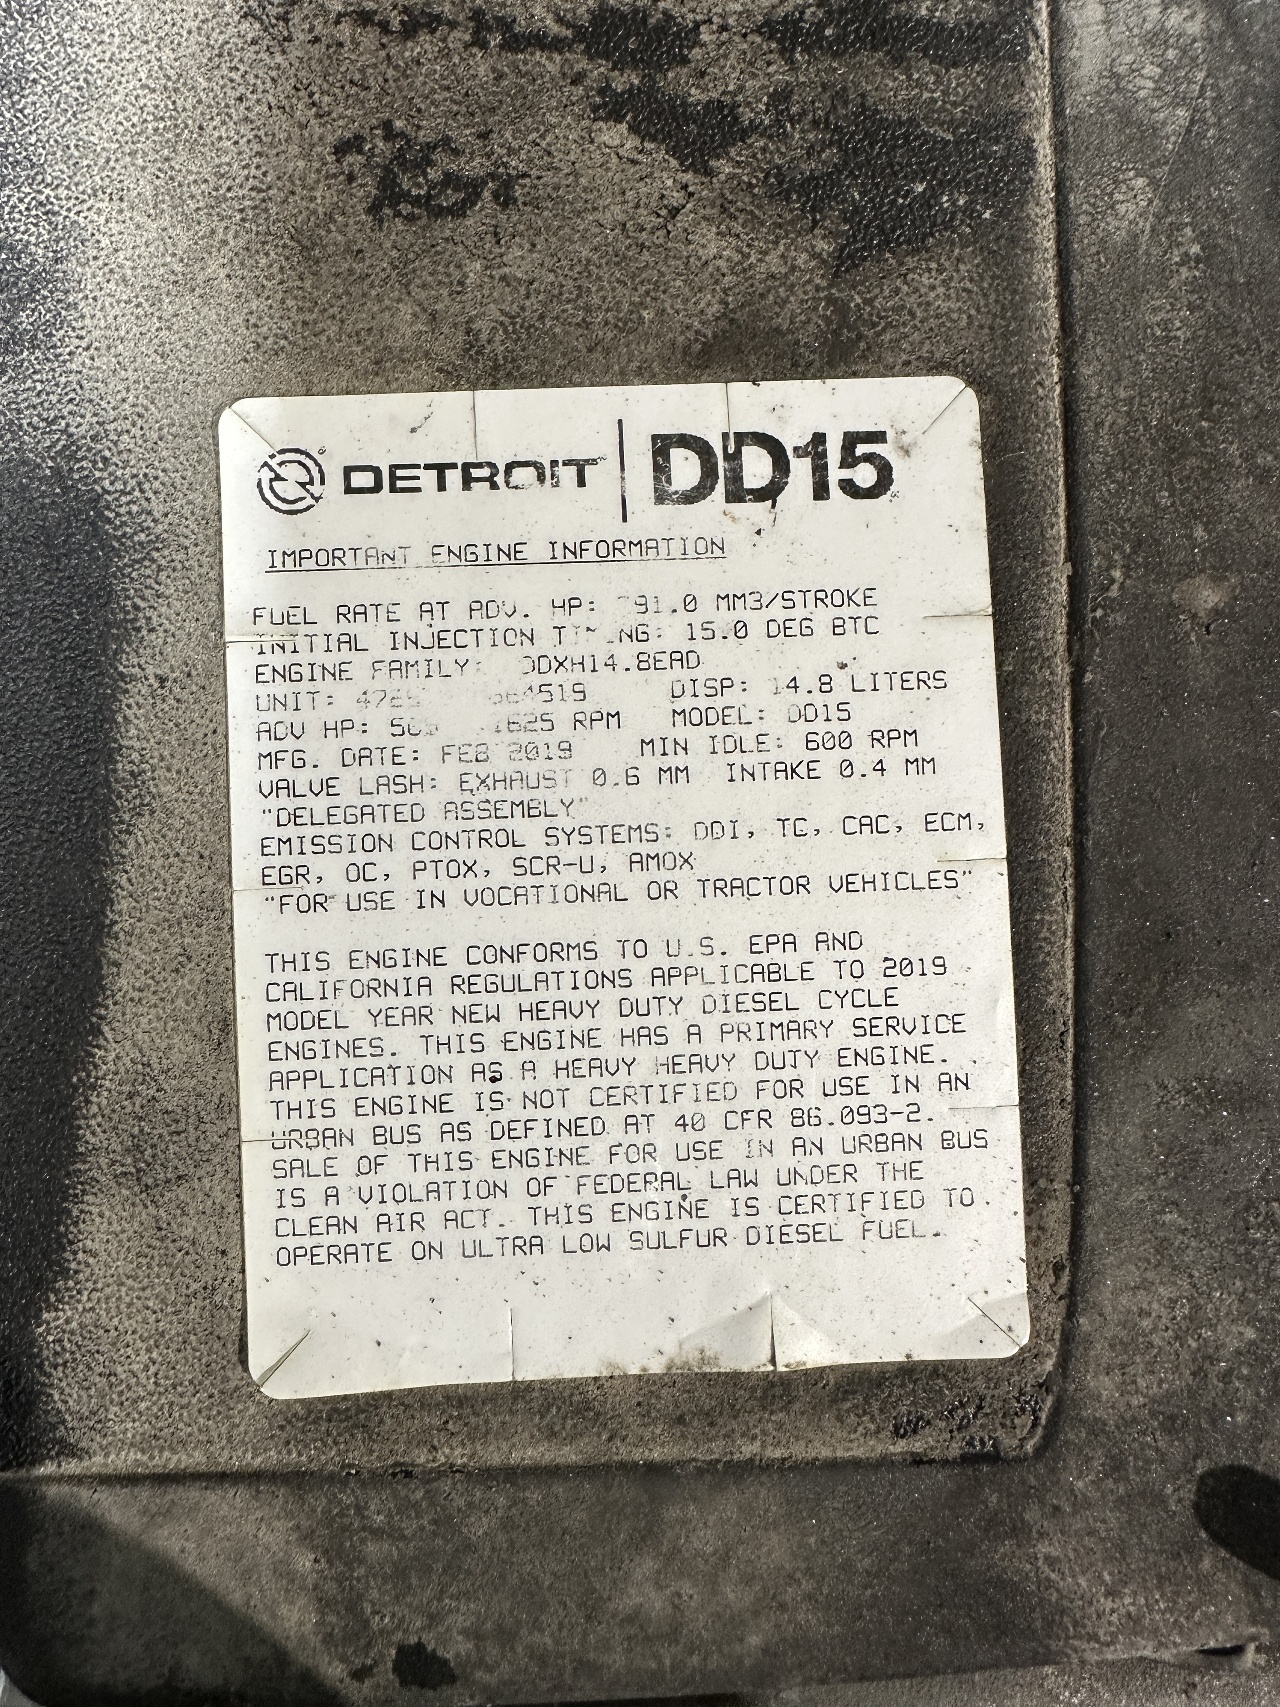 DETROIT | DD15
IMPORTANT ENGINE INFORMATION
FUEL RATE AT ADV. HP: MM3/STROKE
INITIAL INJECTION TIMING: 15.0 DEG BTC
ENGINE FAMILY:
UNIT: DISP: 14.8 LITERS
ADV HP: 1625 RPM MODEL: DD15
MFG. DATE: FEB 2019 MIN IDLE: 600 RPM
VALVE LASH: EXHAUST 0.6 MM INTAKE 0.4 MM
"DELEGATED ASSEMBLY"
EMISSION CONTROL SYSTEMS: DDI, TC, CAC, ECM,
EGR, OC, PTOX, SCR-U, AMOX
"FOR USE IN VOCATIONAL OR TRACTOR VEHICLES"
THIS ENGINE CONFORMS TO U.S. EPA AND
CALIFORNIA REGULATIONS APPLICABLE TO 2019
MODEL YEAR NEW HEAVY DUTY DIESEL CYCLE
ENGINES. THIS ENGINE HAS A PRIMARY SERVICE
APPLICATION AS A HEAVY HEAVY DUTY ENGINE.
THIS ENGINE IS NOT CERTIFIED FOR USE IN AN
URBAN BUS AS DEFINED AT 40 CFR 86.093-2.
SALE OF THIS ENGINE FOR USE IN AN URBAN BUS
IS A VIOLATION OF FEDERAL LAW UNDER THE
CLEAN AIR ACT. THIS ENGINE IS CERTIFIED TO
OPERATE ON ULTRA LOW SULFUR DIESEL FUEL.